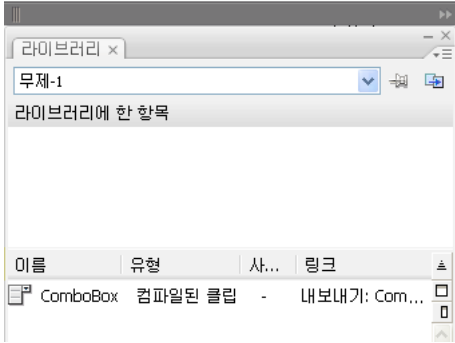 라이브러리 ×
무제-1
라이브러리에 한 항목
이름 유형 사... 링크
ComboBox 컴파일된 클립 - 내보내기: Com...